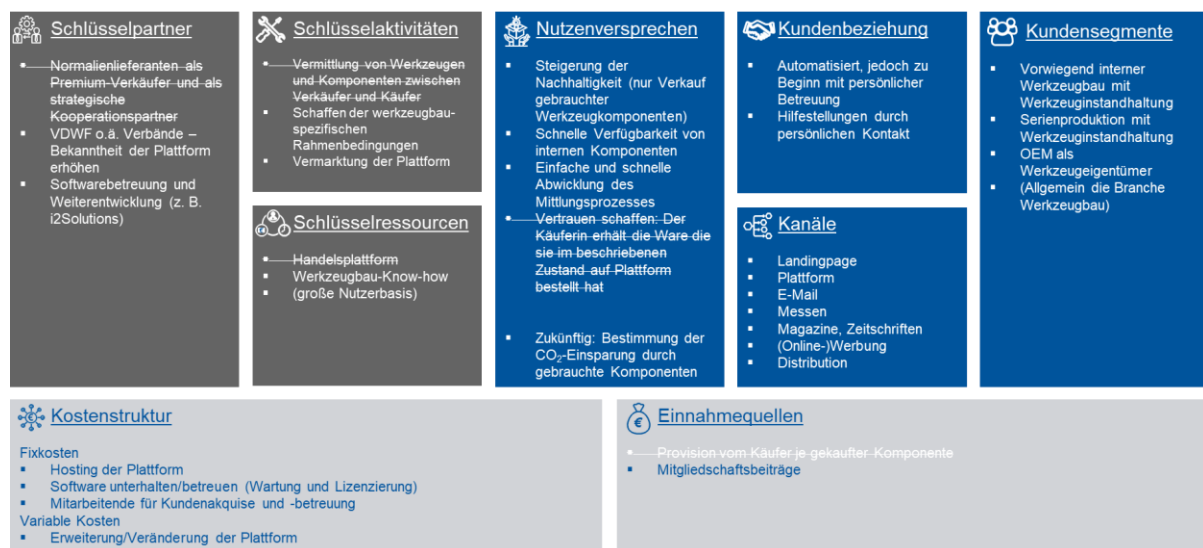 Schlüsselpartner
▪ Normalienlieferanten als
Premium-Verkäufer und als
strategische
Kooperationspartner
▪ VDWF o.ä. Verbände –
Bekanntheit der Plattform
erhöhen
▪ Softwarebetreuung und
Weiterentwicklung (z. B.
i2Solutions)
Schlüsselaktivitäten
▪ Vermittlung von Werkzeugen
und Komponenten zwischen
Verkäufer und Käufer
▪ Schaffen der werkzeugbau-
spezifischen
Rahmenbedingungen
▪ Vermarktung der Plattform
Schlüsselressourcen
▪ Handelsplattform
▪ Werkzeugbau-Know-how
▪ (große Nutzerbasis)
Nutzenversprechen
▪ Steigerung der
Nachhaltigkeit (nur Verkauf
gebrauchter
Werkzeugkomponenten)
▪ Schnelle Verfügbarkeit von
internen Komponenten
▪ Einfache und schnelle
Abwicklung des
Mittlungsprozesses
▪ Vertrauen schaffen: Der
Käuferin erhält die Ware die
sie im beschriebenen
Zustand auf Plattform
bestellt hat
▪ Zukünftig: Bestimmung der
CO₂-Einsparung durch
gebrauchte Komponenten
Kundenbeziehung
▪ Automatisiert, jedoch zu
Beginn mit persönlicher
Betreuung
▪ Hilfestellungen durch
persönlichen Kontakt
Kanäle
▪ Landingpage
▪ Plattform
▪ E-Mail
▪ Messen
▪ Magazine, Zeitschriften
▪ (Online-)Werbung
▪ Distribution
Kundensegmente
▪ Vorwiegend interner
Werkzeugbau mit
Werkzeuginstandhaltung
▪ Serienproduktion mit
Werkzeuginstandhaltung
▪ OEM als
Werkzeugeigentümer
▪ (Allgemein die Branche
Werkzeugbau)
Kostenstruktur
Fixkosten
▪ Hosting der Plattform
▪ Software unterhalten/betreuen (Wartung und Lizenzierung)
▪ Mitarbeitende für Kundenakquise und -betreuung
Variable Kosten
▪ Erweiterung/Veränderung der Plattform
€ Einnahmequellen
▪ Provision vom Käufer je gekaufter Komponente
▪ Mitgliedschaftsbeiträge